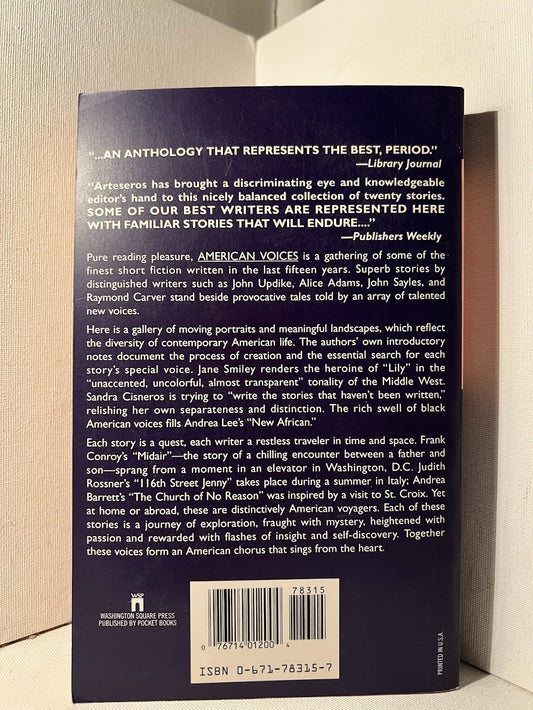 "...AN ANTHOLOGY THAT REPRESENTS THE BEST, PERIOD."
—Library Journal
"Arteseros has brought a discriminating eye and knowledgeable
editor's hand to this nicely balanced collection of twenty stories.
SOME OF OUR BEST WRITERS ARE REPRESENTED HERE
WITH FAMILIAR STORIES THAT WILL ENDURE...."
—Publishers Weekly
Pure reading pleasure, AMERICAN VOICES is a gathering of some of the
finest short fiction written in the last fifteen years. Superb stories by
distinguished writers such as John Updike, Alice Adams, John Sayles, and
Raymond Carver stand beside provocative tales told by an array of talented
new voices.
Here is a gallery of moving portraits and meaningful landscapes, which reflect
the diversity of contemporary American life. The authors' own introductory
notes document the process of creation and the essential search for each
story's special voice. Jane Smiley renders the heroine of "Lily" in the
"unaccented, uncolorful, almost transparent" tonality of the Middle West.
Sandra Cisneros is trying to "write the stories that haven't been written,"
relishing her own separateness and distinction. The rich swell of black
American voices fills Andrea Lee's "New African."
Each story is a quest, each writer a restless traveler in time and space. Frank
Conroy's "Midair"—the story of a chilling encounter between a father and
son—sprang from a moment in an elevator in Washington, D.C. Judith
Rossner's "116th Street Jenny" takes place during a summer in Italy; Andrea
Barrett's "The Church of No Reason" was inspired by a visit to St. Croix. Yet
at home or abroad, these are distinctively American voyagers. Each of these
stories is a journey of exploration, fraught with mystery, heightened with
passion and rewarded with flashes of insight and self-discovery. Together
these voices form an American chorus that sings from the heart.
WSP
WASHINGTON SQUARE PRESS
PUBLISHED BY POCKET BOOKS
78315
0 76714 01200 4
ISBN 0-671-78315-7
PRINTED IN U.S.A.